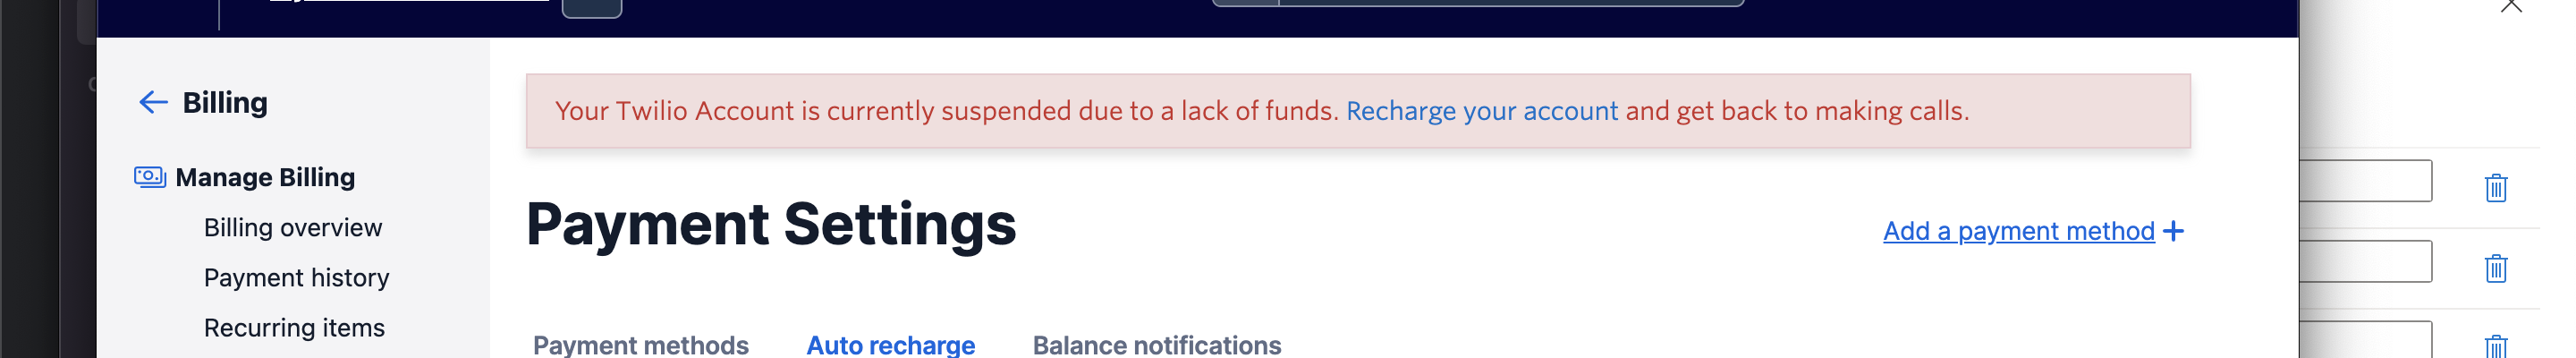 Billing
Your Twilio Account is currently suspended due to a lack of funds. Recharge your account and get back to making calls.
Manage Billing
Payment Settings
Add a payment method +
Billing overview
Payment history
Recurring items
Payment methods Auto recharge Balance notifications